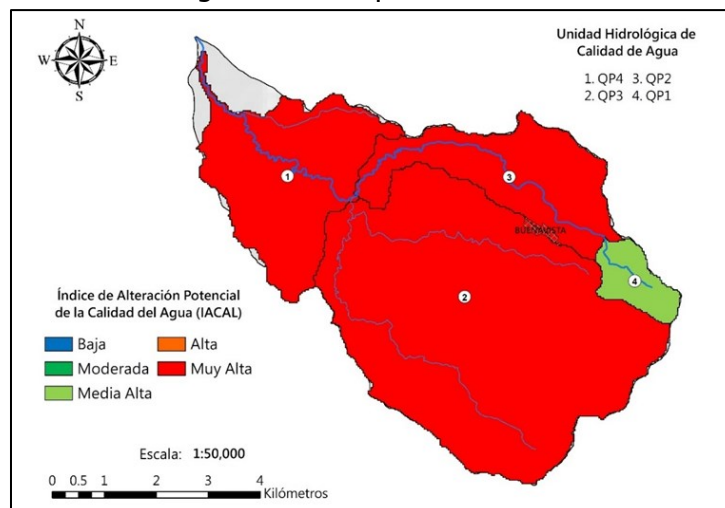 N
W E
S
Unidad Hidrológica de
Calidad de Agua
1. QP4 3. QP2
2. QP3 4. QP1
1
3
BUENAVISTA
4
2
Índice de Alteración Potencial
de la Calidad del Agua (IACAL)
Baja Alta
Moderada Muy Alta
Media Alta
Escala: 1:50,000
0 0.5 1 2 3 4
Kilómetros